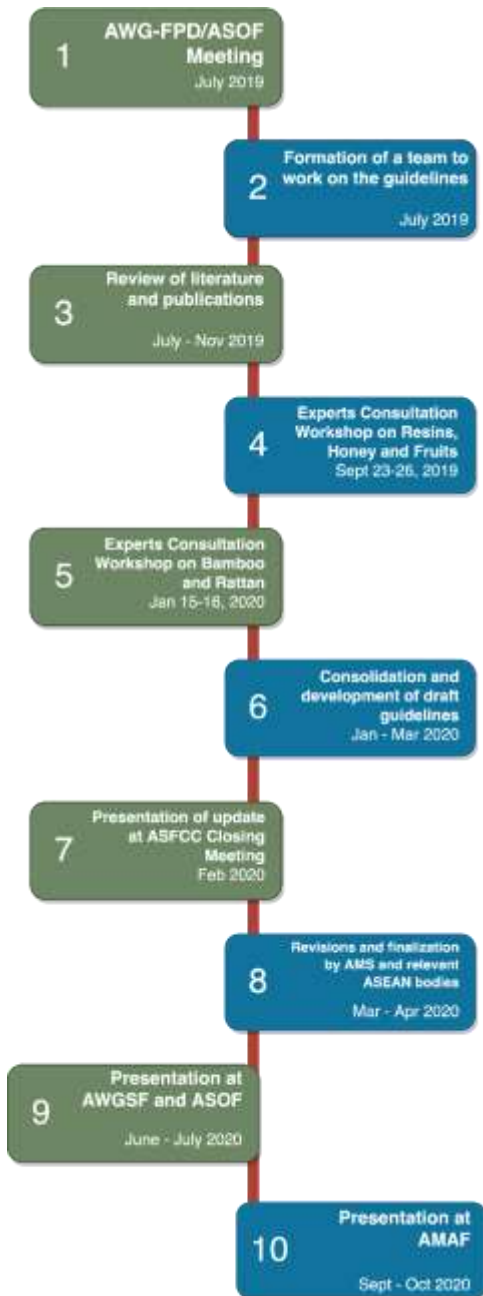 1
AWG-FPD/ASOF
Meeting
July 2019
2
Formation of a team to
work on the guidelines
July 2019
3
Review of literature
and publications
July - Nov 2019
4
Experts Consultation
Workshop on Resins,
Honey and Fruits
Sept 23-26, 2019
5
Experts Consultation
Workshop on Bamboo
and Rattan
Jan 15-16, 2020
6
Consolidation and
development of draft
guidelines
Jan - Mar 2020
7
Presentation of update
at ASFCC Closing
Meeting
Feb 2020
8
Revisions and finalization
by AMS and relevant
ASEAN bodies
Mar - Apr 2020
9
Presentation at
AWGSF and ASOF
June - July 2020
10
Presentation at
AMAF
Sept - Oct 2020